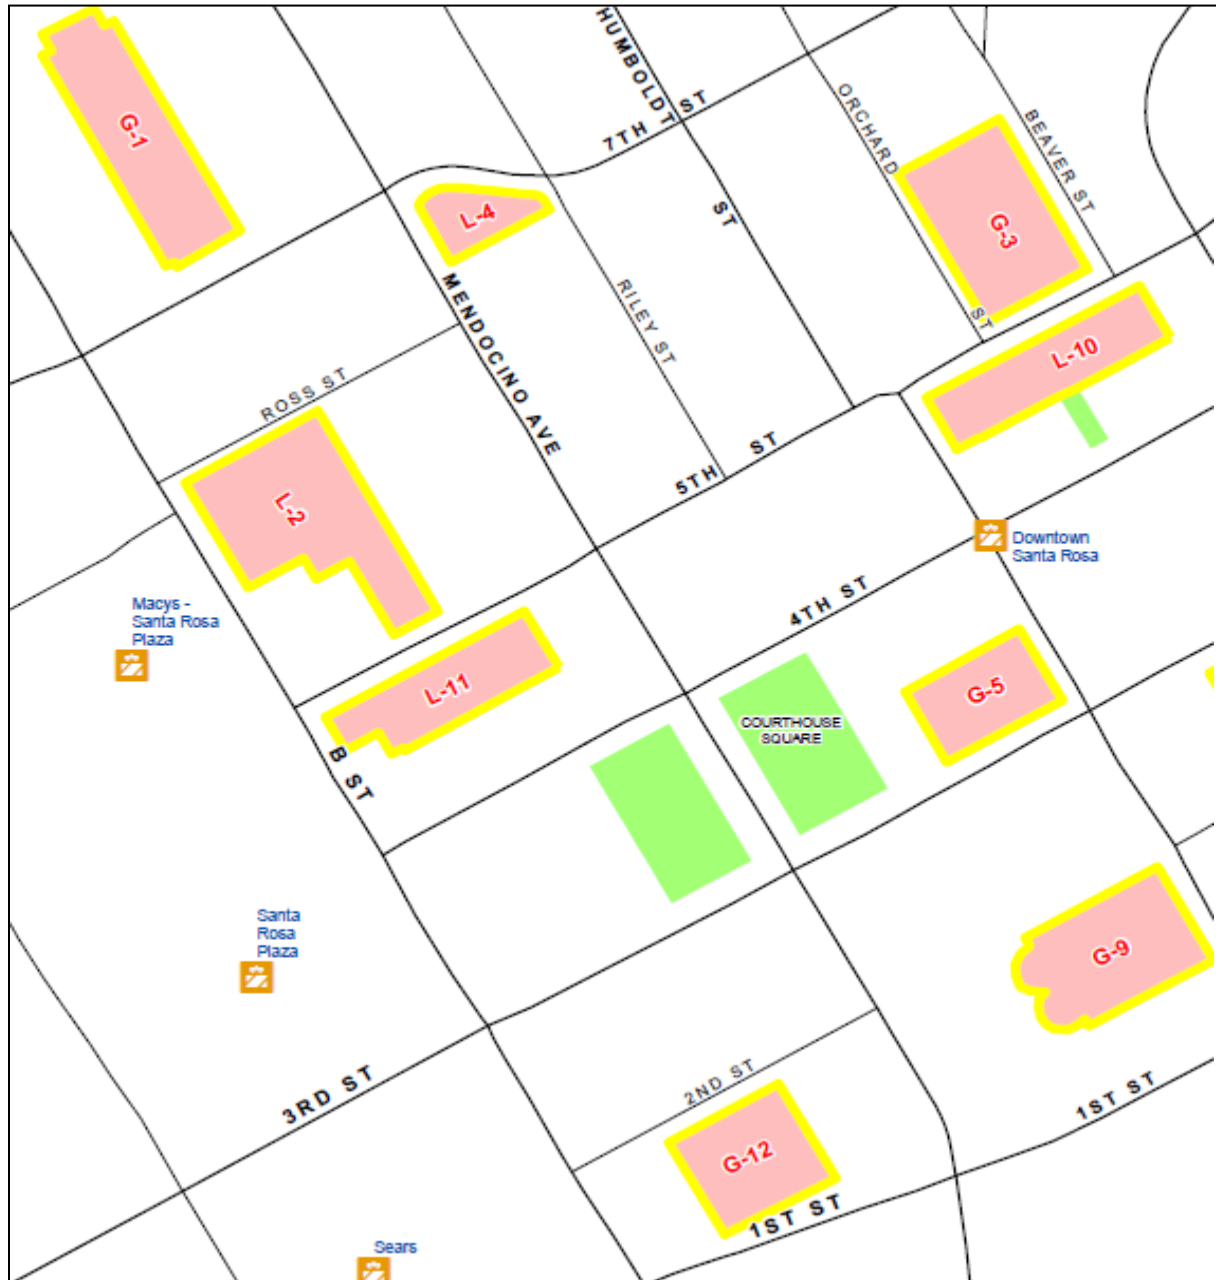 HUMBOLDT
ST
7TH
ST
ORCHARD
ST
BEAVER ST
G-1
L-4
G-3
MENDOCINO AVE
RILEY ST
L-10
ROSS ST
L-2
5TH
ST
Downtown
Santa Rosa
4TH ST
Macys -
Santa Rosa
Plaza
L-11
G-5
COURTHOUSE
SQUARE
B ST
Santa
Rosa
Plaza
G-9
3RD ST
2ND ST
1ST ST
G-12
1ST ST
Sears